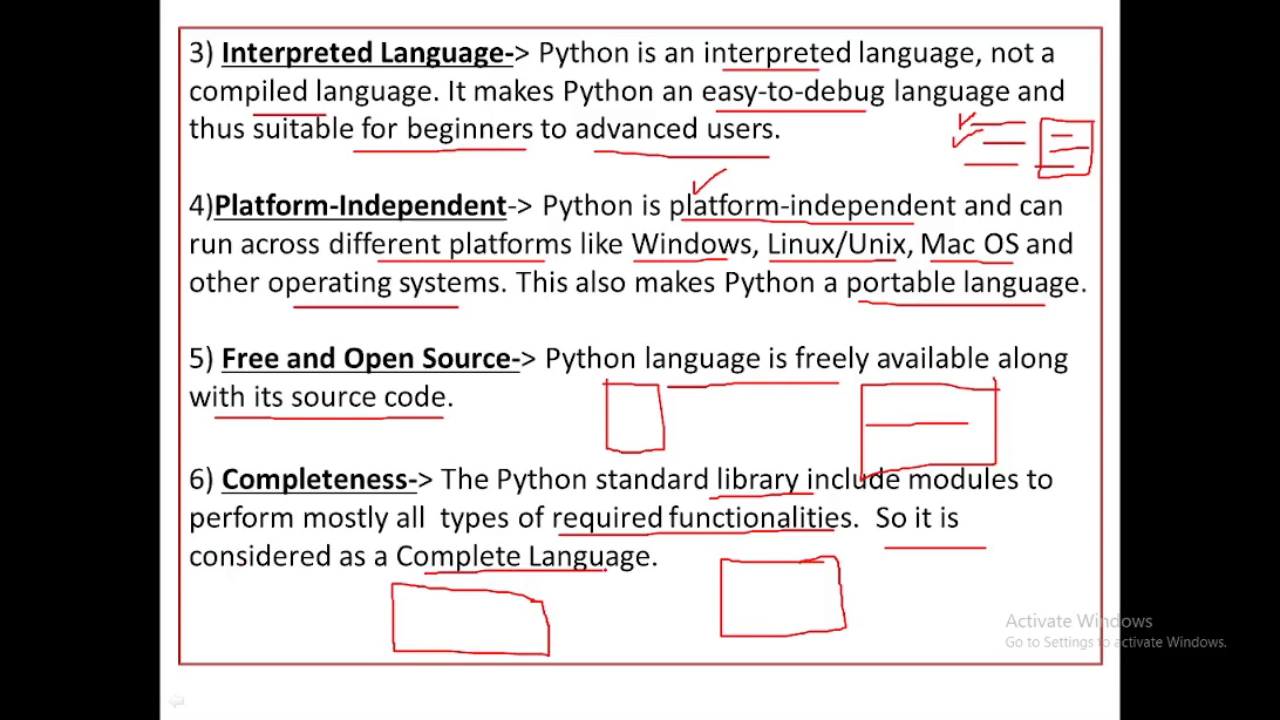 3) Interpreted Language-> Python is an interpreted language, not a
compiled language. It makes Python an easy-to-debug language and
thus suitable for beginners to advanced users.
4)Platform-Independent-> Python is platform-independent and can
run across different platforms like Windows, Linux/Unix, Mac OS and
other operating systems. This also makes Python a portable language.
5) Free and Open Source-> Python language is freely available along
with its source code.
6) Completeness-> The Python standard library include modules to
perform mostly all types of required functionalities. So it is
considered as a Complete Language.
Activate Windows
Go to Settings to activate Windows.